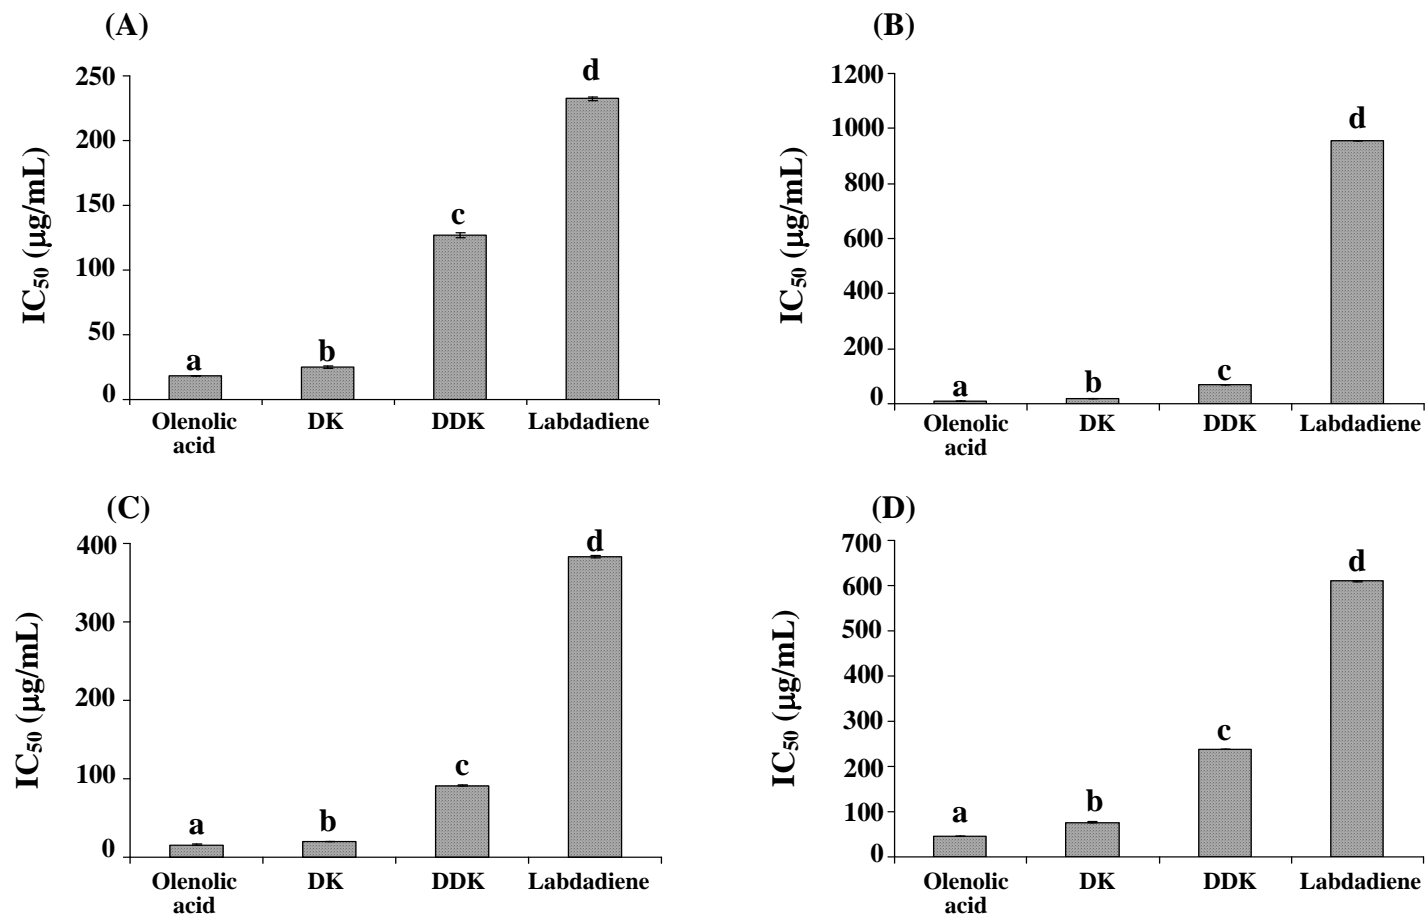 (A)
250
200
150
100
50
0
IC50 (μg/mL)
a
b
c
d
Olenolic
acid
DK
DDK
Labdadiene
(B)
1200
1000
800
600
400
200
0
IC50 (μg/mL)
a
b
c
d
Olenolic
acid
DK
DDK
Labdadiene
(C)
400
300
200
100
0
IC50 (μg/mL)
a
b
c
d
Olenolic
acid
DK
DDK
Labdadiene
(D)
700
600
500
400
300
200
100
0
IC50 (μg/mL)
a
b
c
d
Olenolic
acid
DK
DDK
Labdadiene